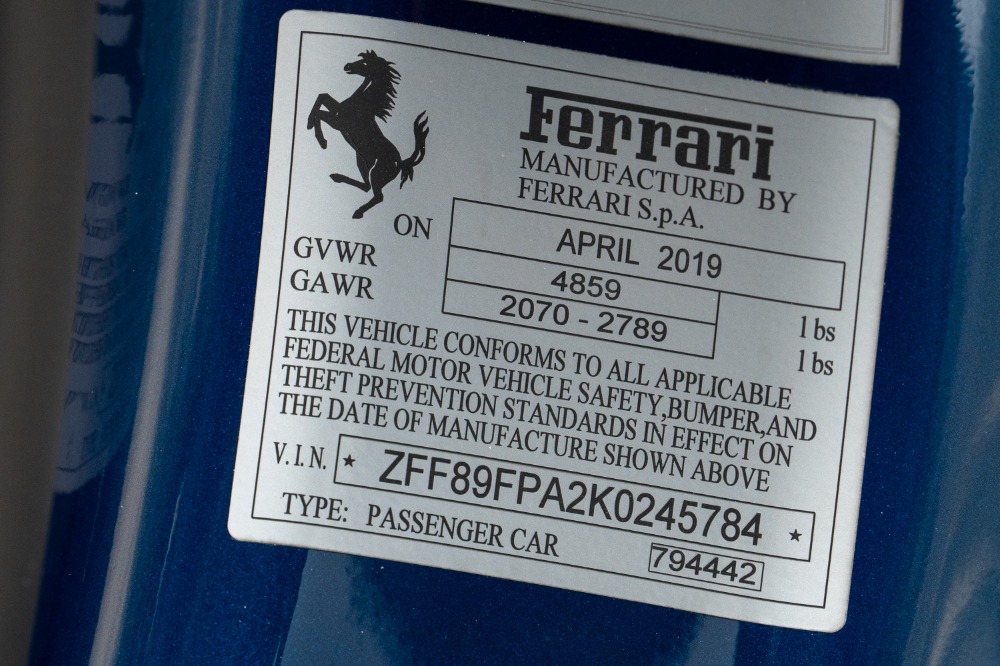 Ferrari
MANUFACTURED BY
FERRARI S.p.A.
ON APRIL 2019
GVWR 4859 lbs
GAWR 2070 - 2789 lbs
THIS VEHICLE CONFORMS TO ALL APPLICABLE
FEDERAL MOTOR VEHICLE SAFETY,BUMPER,AND
THEFT PREVENTION STANDARDS IN EFFECT ON
THE DATE OF MANUFACTURE SHOWN ABOVE
V.I.N. ★ ZFF89FPA2K0245784 ★
TYPE: PASSENGER CAR 794442